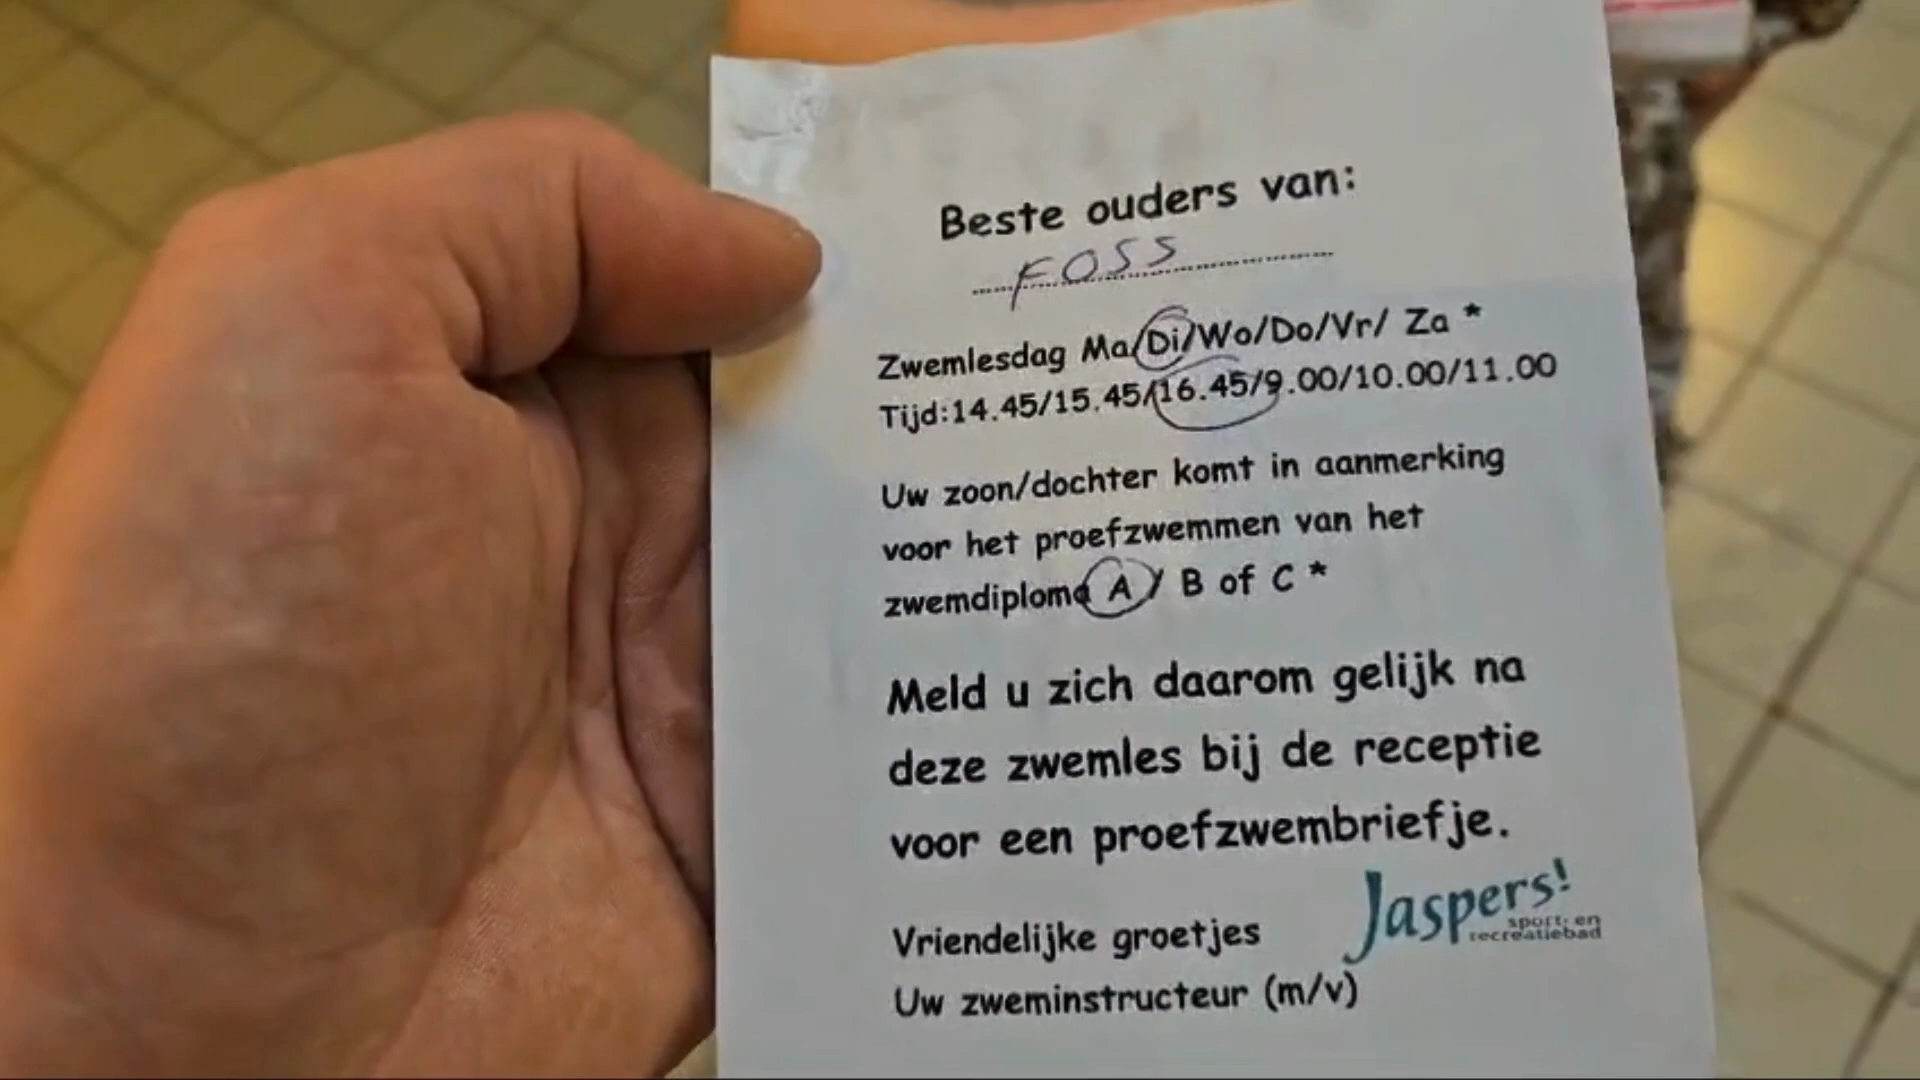 Beste ouders van:
Foss
Zwemlesdag Ma/Di/Wo/Do/Vr/ Za *
Tijd:14.45/15.45/16.45/9.00/10.00/11.00
Uw zoon/dochter komt in aanmerking
voor het proefzwemmen van het
zwemdiploma A / B of C *
Meld u zich daarom gelijk na
deze zwemles bij de receptie
voor een proefzwembriefje.
Vriendelijke groetjes
Uw zweminstructeur (m/v)
Jaspers!
sport- en
recreatiebad